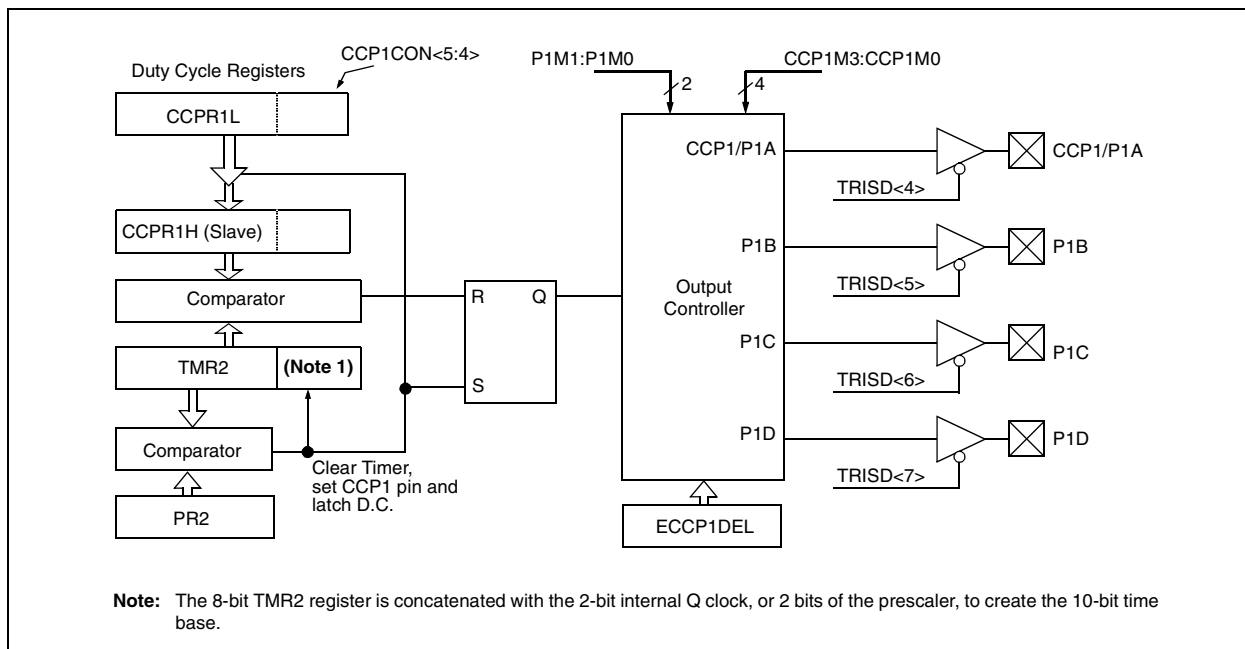 CCP1CON<5:4>
Duty Cycle Registers
CCPR1L
CCPR1H (Slave)
Comparator
TMR2
(Note 1)
Comparator
PR2
Clear Timer,
set CCP1 pin and
latch D.C.
R
Q
S
P1M1:P1M0
2
CCP1M3:CCP1M0
4
Output
Controller
CCP1/P1A
P1B
P1C
P1D
ECCP1DEL
TRISD<4>
CCP1/P1A
TRISD<5>
P1B
TRISD<6>
P1C
TRISD<7>
P1D
Note: The 8-bit TMR2 register is concatenated with the 2-bit internal Q clock, or 2 bits of the prescaler, to create the 10-bit time
base.